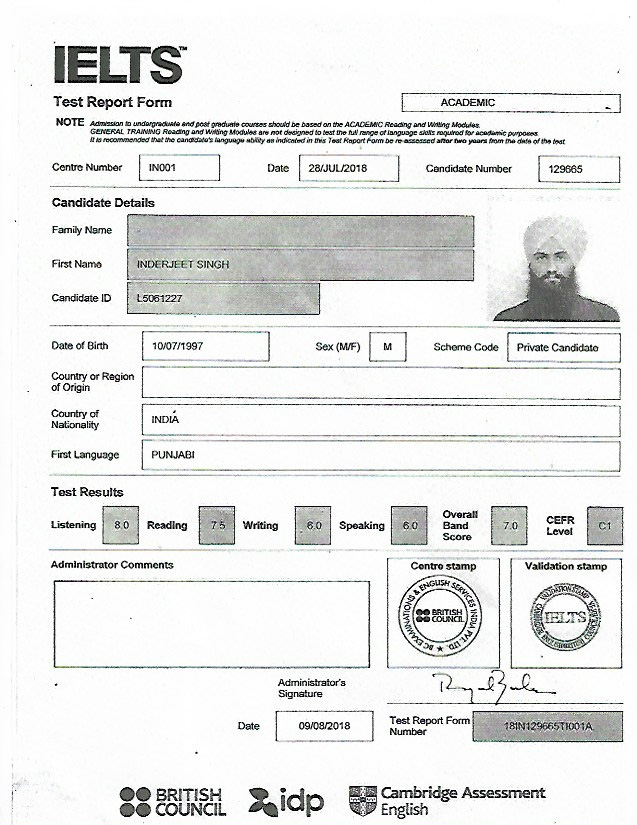 IELTS™
Test Report Form
ACADEMIC
NOTE Admission to undergraduate and post graduate courses should be based on the ACADEMIC Reading and Writing Modules.
GENERAL TRAINING Reading and Writing Modules are not designed to test the full range of language skills required for academic purposes.
It is recommended that the candidate's language ability as indicated in this Test Report Form be re-assessed after two years from the date of the test.
Centre Number IN001 Date 28/JUL/2018 Candidate Number 129665
Candidate Details
Family Name
First Name INDERJEET SINGH
Candidate ID L5061227
Date of Birth 10/07/1997 Sex (M/F) M Scheme Code Private Candidate
Country or Region
of Origin
Country of
Nationality INDIA
First Language PUNJABI
Test Results
Listening 8.0 Reading 7.5 Writing 6.0 Speaking 6.0 Overall Band Score 7.0 CEFR Level C1
Administrator Comments
Centre stamp
Validation stamp
BC EXAMINATIONS & ENGLISH SERVICES INDIA PVT. LTD.
BRITISH
COUNCIL
IELTS
Administrator's
Signature
Date 09/08/2018
Test Report Form
Number 18IN129665TI001A
BRITISH
COUNCIL
idp
Cambridge Assessment
English